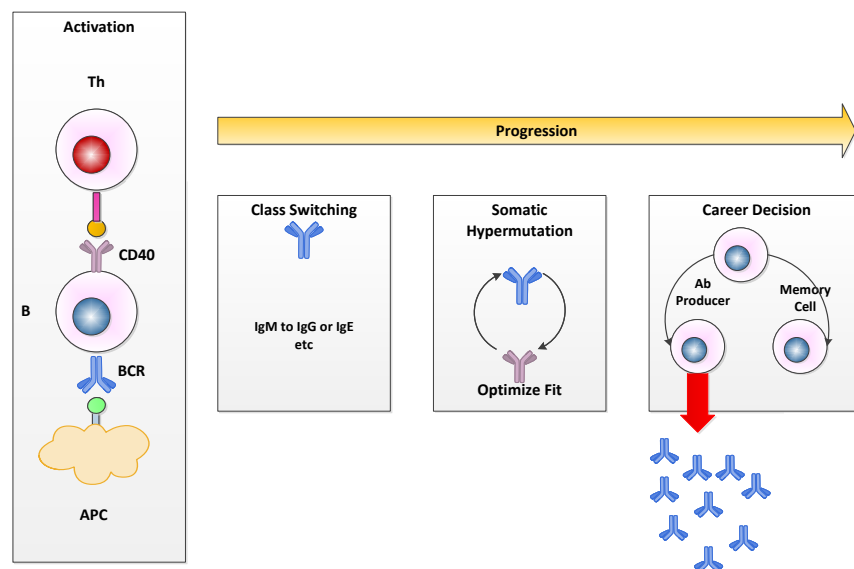 Activation
Th
CD40
B
BCR
APC
Progression
Class Switching
IgM to IgG or IgE
etc
Somatic
Hypermutation
Optimize Fit
Career Decision
Ab
Producer
Memory
Cell